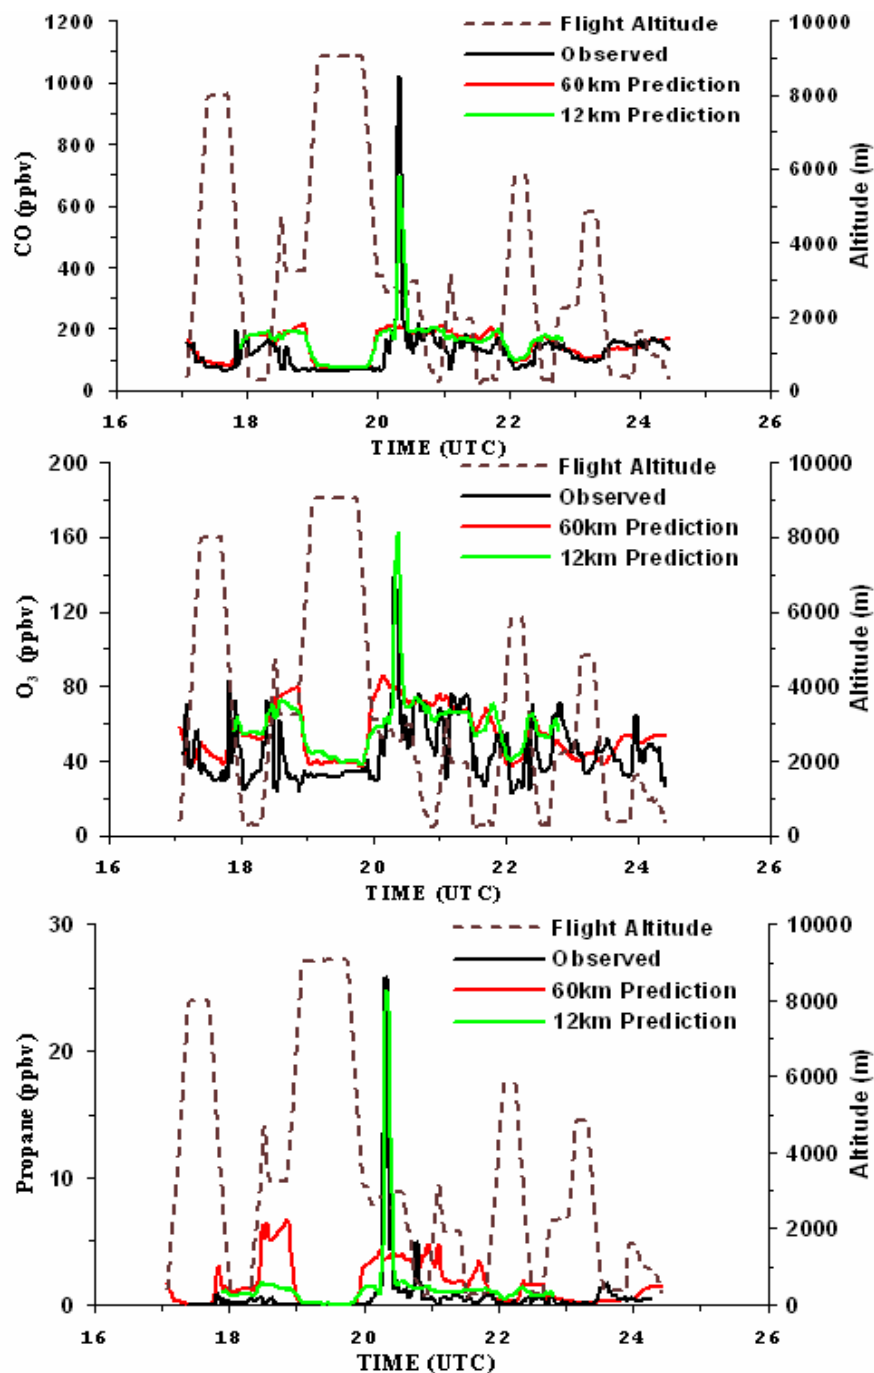 1200
1000
800
600
400
200
0
CO (ppbv)
Flight Altitude
Observed
60km Prediction
12km Prediction
10000
8000
6000
4000
2000
0
Altitude (m)
16 18 20 22 24 26
TIME (UTC)
200
160
120
80
40
0
O₃ (ppbv)
Flight Altitude
Observed
60km Prediction
12km Prediction
10000
8000
6000
4000
2000
0
Altitude (m)
16 18 20 22 24 26
TIME (UTC)
30
20
10
0
Propane (ppbv)
Flight Altitude
Observed
60km Prediction
12km Prediction
10000
8000
6000
4000
2000
0
Altitude (m)
16 18 20 22 24 26
TIME (UTC)